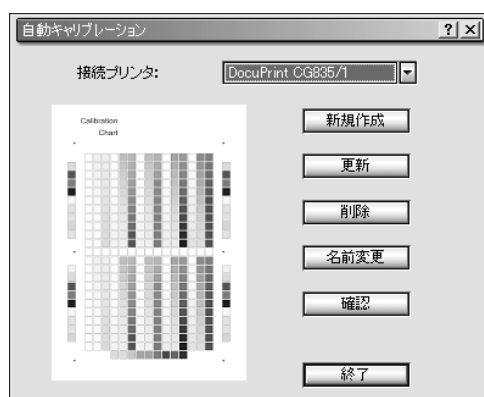 自動キャリブレーション
接続プリンタ: DocuPrint CG835/1
Calibration
Chart
新規作成
更新
削除
名前変更
確認
終了